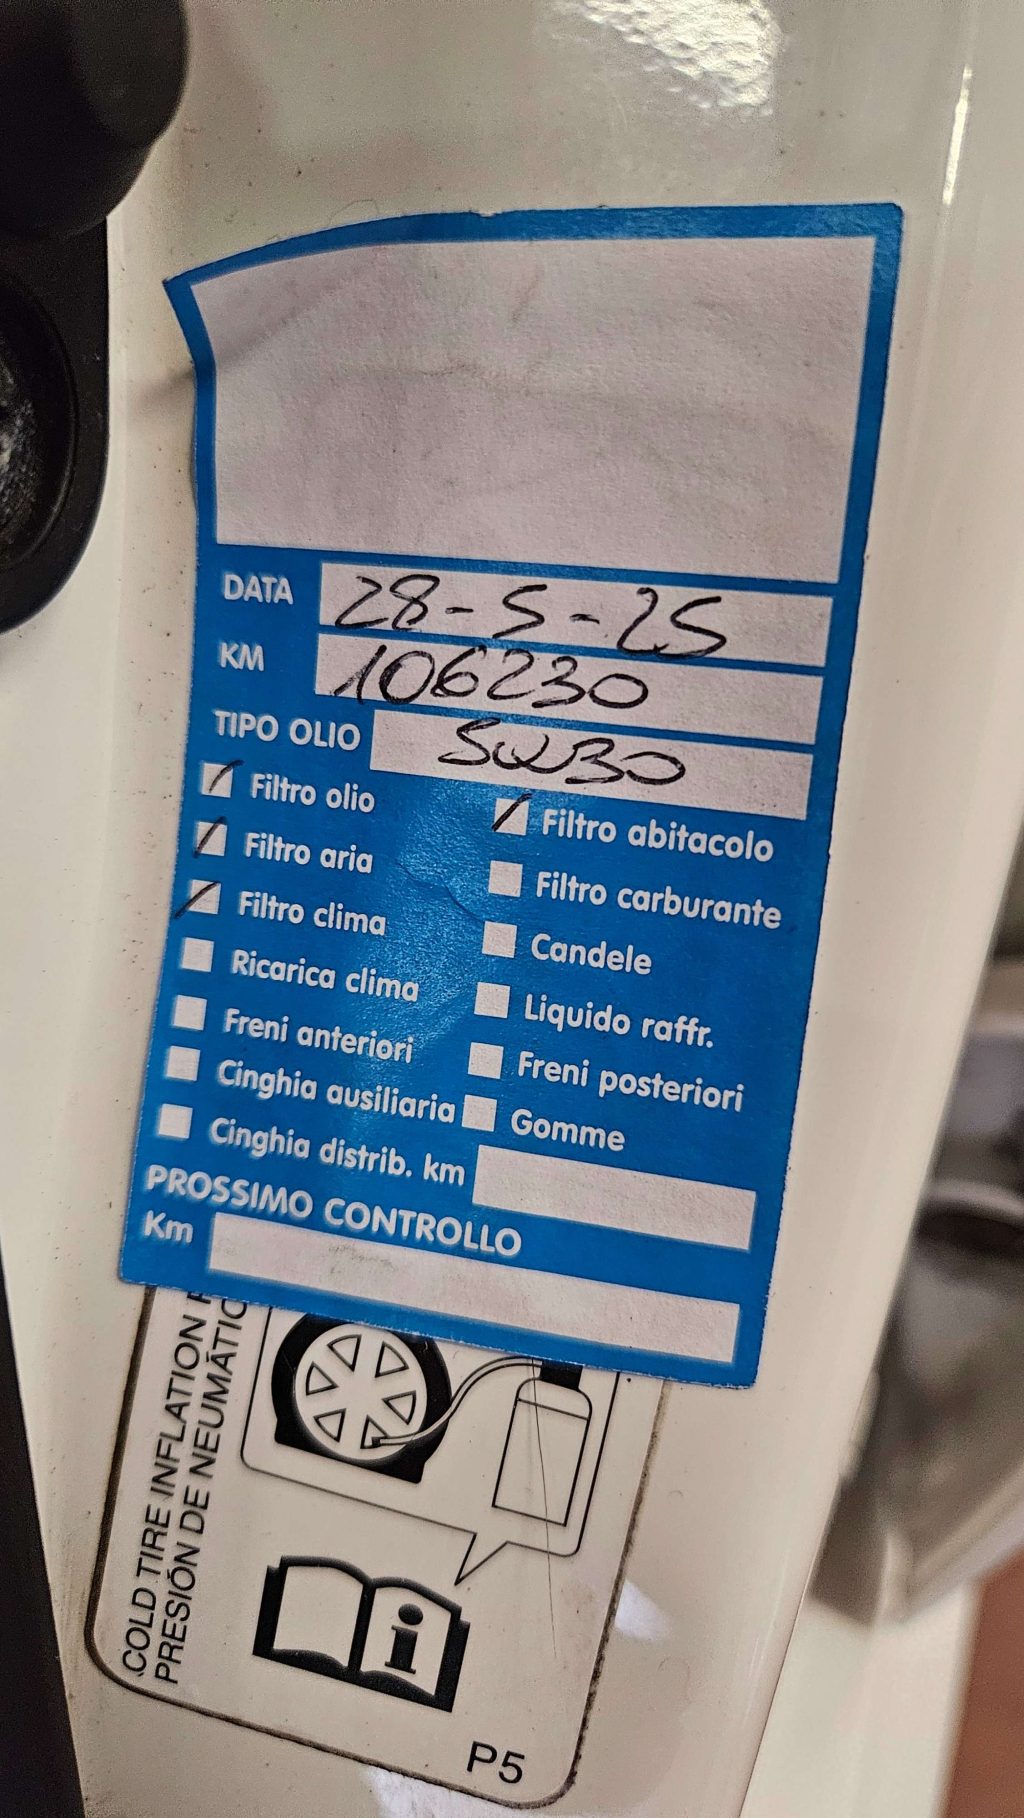 DATA 28-5-25
KM 106230
TIPO OLIO 5W30
Filtro olio
Filtro abitacolo
Filtro aria
Filtro carburante
Filtro clima
Candele
Ricarica clima
Liquido raffr.
Freni anteriori
Freni posteriori
Cinghia ausiliaria
Gomme
Cinghia distrib. km
PROSSIMO CONTROLLO
Km
COLD TIRE INFLATION
PRESIÓN DE NEUMÁTIC
i
P5